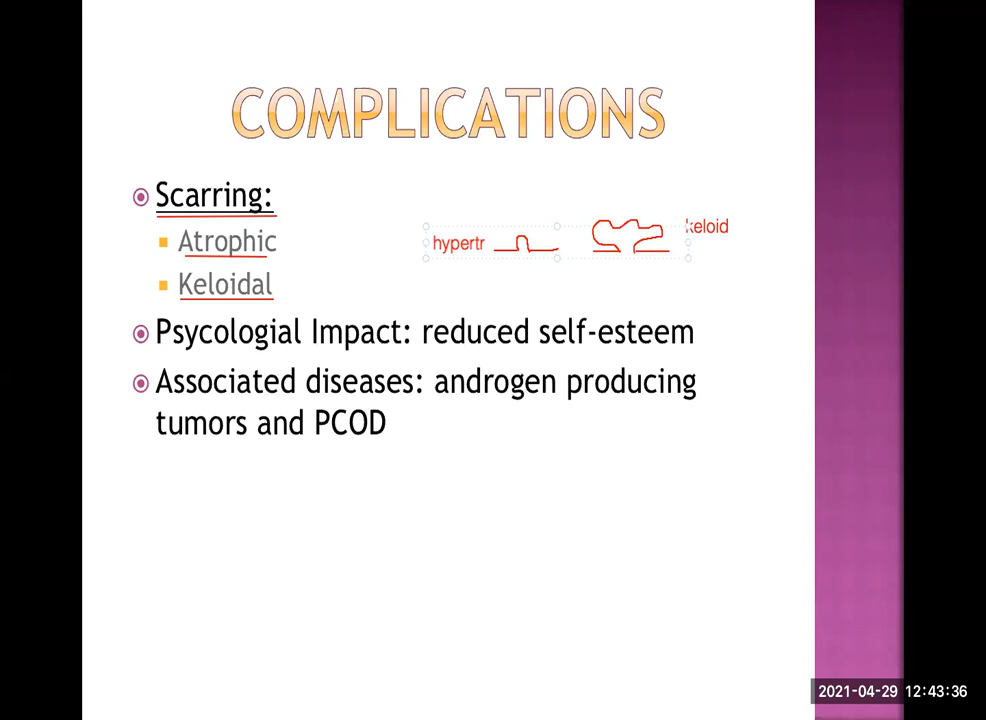 COMPLICATIONS
Scarring:
Atrophic
hypertr
keloid
Keloidal
Psycologial Impact: reduced self-esteem
Associated diseases: androgen producing
tumors and PCOD
2021-04-29 12:43:36